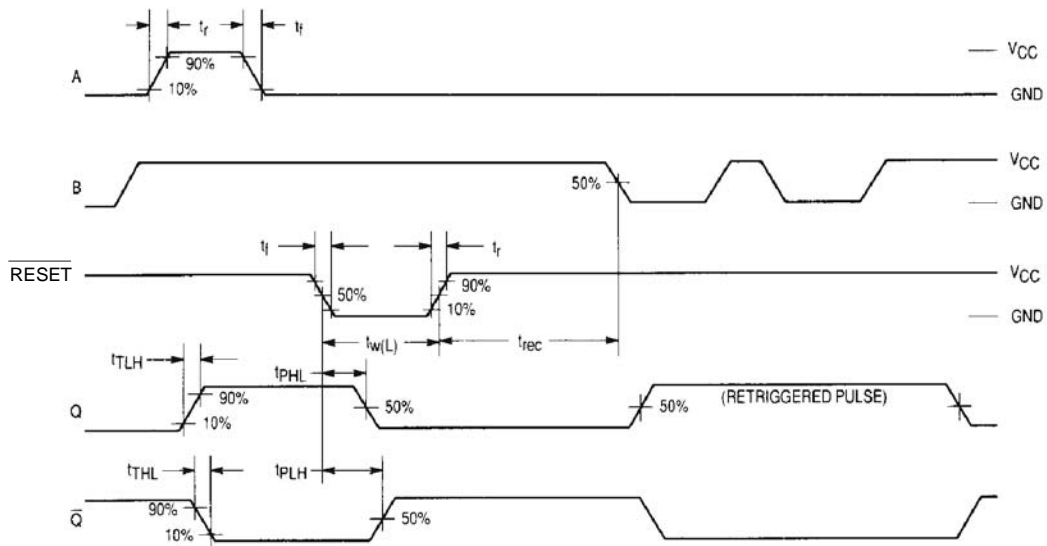 tr tf
90%
A
10%
VCC
GND
B
50%
VCC
GND
tf tr
RESET
50%
90%
10%
VCC
GND
tw(L) trec
tTLH
tPHL
Q
90%
10%
50%
50%
(RETRIGGERED PULSE)
tTHL
tPLH
Q
90%
10%
50%